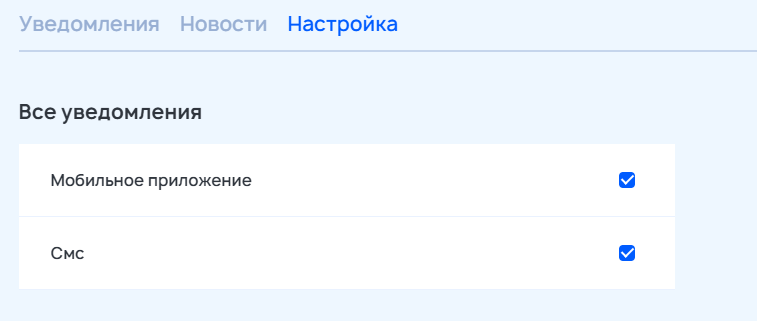 Уведомления Новости Настройка
Все уведомления
Мобильное приложение
Смс